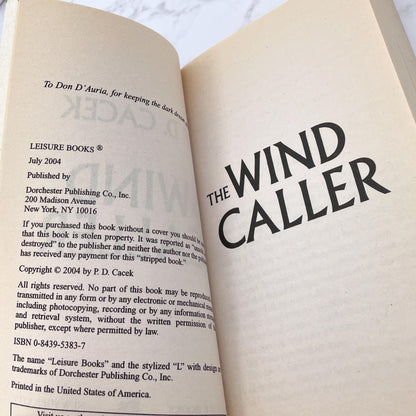 To Don D'Auria, for keeping the dark dream
LEISURE BOOKS ®
July 2004
Published by
Dorchester Publishing Co., Inc.
200 Madison Avenue
New York, NY 10016
If you purchased this book without a cover you should be
that this book is stolen property. It was reported as "unsold
destroyed" to the publisher and neither the author nor the pub
has received any payment for this "stripped book."
Copyright © 2004 by P. D. Cacek
All rights reserved. No part of this book may be reproduced
transmitted in any form or by any electronic or mechanical means
including photocopying, recording or by any information
and retrieval system, without the written permission of
publisher, except where permitted by law.
ISBN 0-8439-5383-7
The name "Leisure Books" and the stylized "L" with design
trademarks of Dorchester Publishing Co., Inc.
Printed in the United States of America.
THE WIND
CALLER